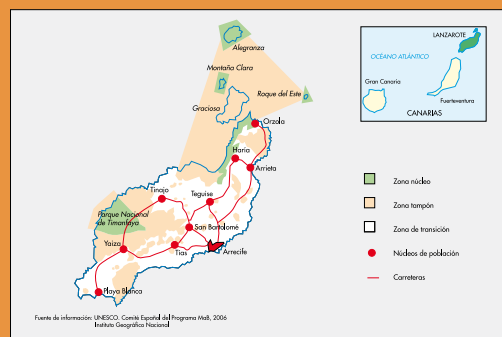 Alegranza
Montaña Clara
Roque del Este
Graciosa
Orzola
Haría
Arrieta
Tinajo
Teguise
Parque Nacional
de Timanfaya
San Bartolomé
Yaiza
Tías
Arrecife
Playa Blanca
LANZAROTE
OCÉANO ATLÁNTICO
Gran Canaria
Fuerteventura
CANARIAS
Zona núcleo
Zona tampón
Zona de transición
Núcleos de población
Carreteras
Fuente de información: UNESCO. Comité Español del Programa MaB, 2006
Instituto Geográfico Nacional